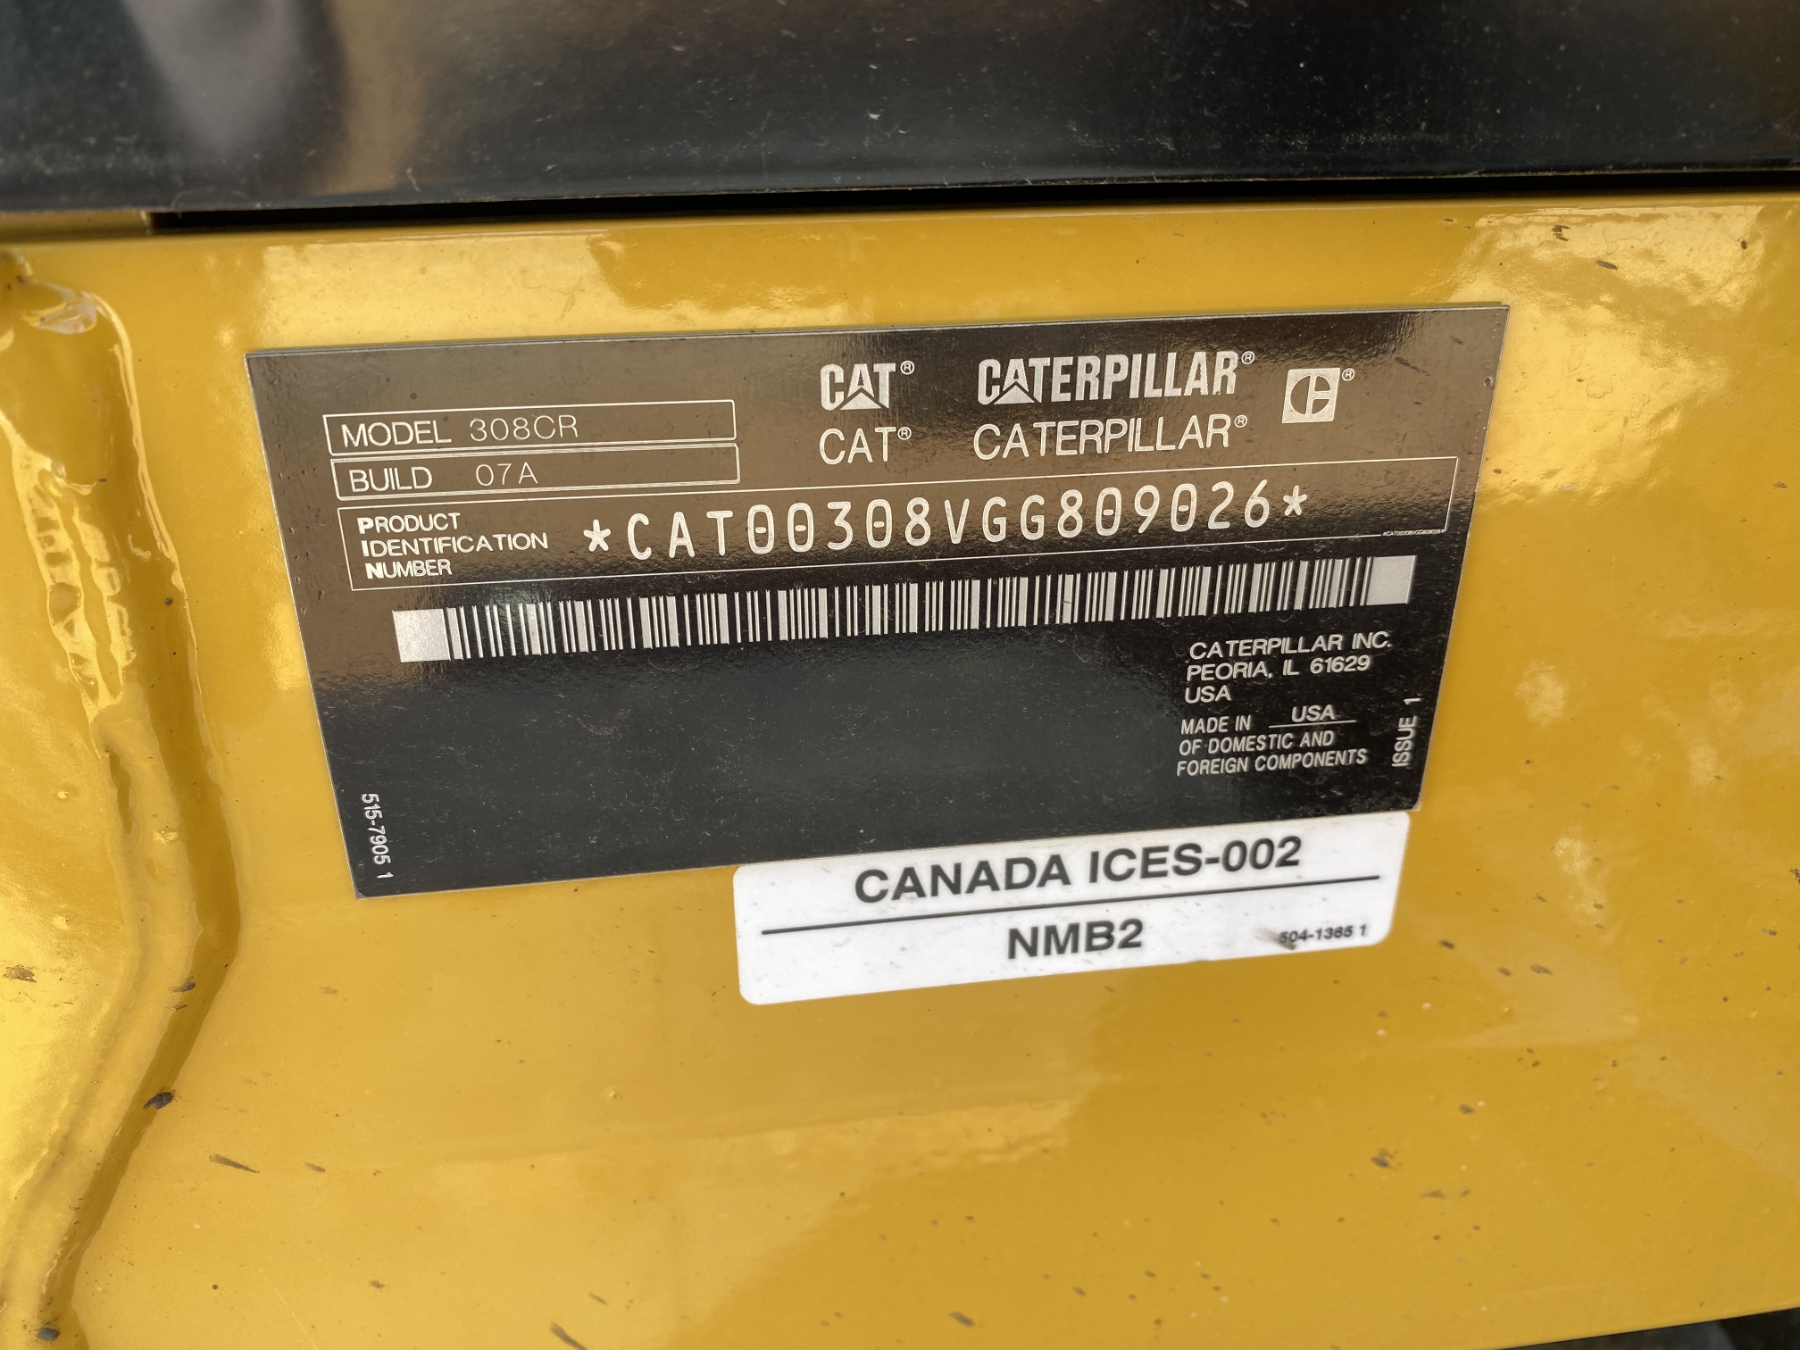 CAT® CATERPILLAR® C®
CAT® CATERPILLAR®
MODEL 308CR
BUILD 07A
PRODUCT
IDENTIFICATION
NUMBER
*CAT00308VGG809026*
CATERPILLAR INC.
PEORIA, IL 61629
USA
MADE IN USA
OF DOMESTIC AND
FOREIGN COMPONENTS
ISSUE 1
515-7905 1
CANADA ICES-002
NMB2
504-1365 1